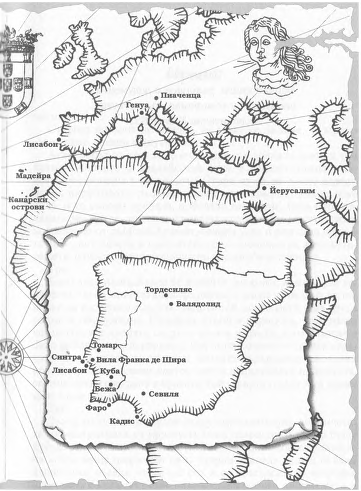 Пиаченца
Генуа
Лисабон
Мадейра
Канарски
острови
Йерусалим
Тордесиляс
Валядолид
Томар
Синтра
Вила Франка де Шира
Лисабон
Куба
Бежа
Севиля
Фаро
Кадис